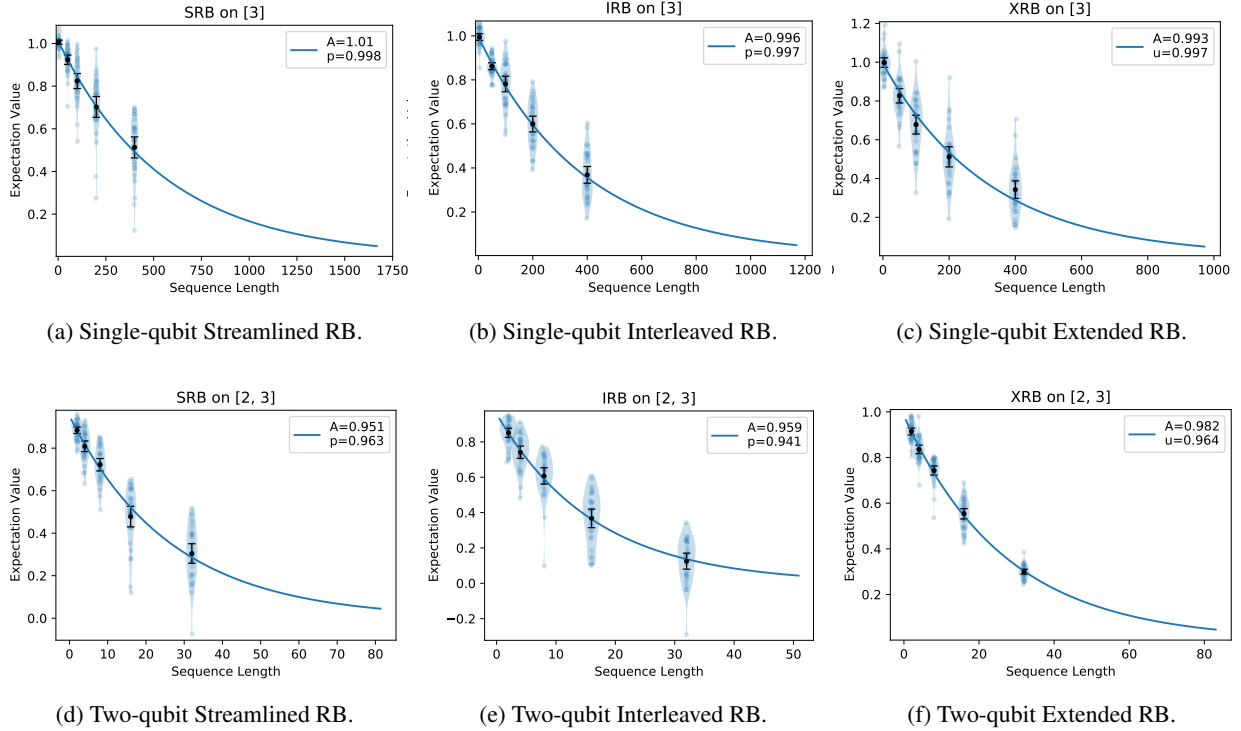 SRB on [3]
Expectation Value
1.0
0.8
0.6
0.4
0.2
A=1.01
p=0.998
0 250 500 750 1000 1250 1500 1750
Sequence Length
(a) Single-qubit Streamlined RB.
IRB on [3]
1.0
0.8
0.6
0.4
0.2
A=0.996
p=0.997
0 200 400 600 800 1000 1200
Sequence Length
(b) Single-qubit Interleaved RB.
XRB on [3]
Expectation Value
1.2
1.0
0.8
0.6
0.4
0.2
A=0.993
u=0.997
0 200 400 600 800 1000
Sequence Length
(c) Single-qubit Extended RB.
SRB on [2, 3]
Expectation Value
0.8
0.6
0.4
0.2
0.0
A=0.951
p=0.963
0 10 20 30 40 50 60 70 80
Sequence Length
(d) Two-qubit Streamlined RB.
IRB on [2, 3]
Expectation Value
0.8
0.6
0.4
0.2
0.0
−0.2
A=0.959
p=0.941
0 10 20 30 40 50
Sequence Length
(e) Two-qubit Interleaved RB.
XRB on [2, 3]
Expectation Value
1.0
0.8
0.6
0.4
0.2
A=0.982
u=0.964
0 20 40 60 80
Sequence Length
(f) Two-qubit Extended RB.